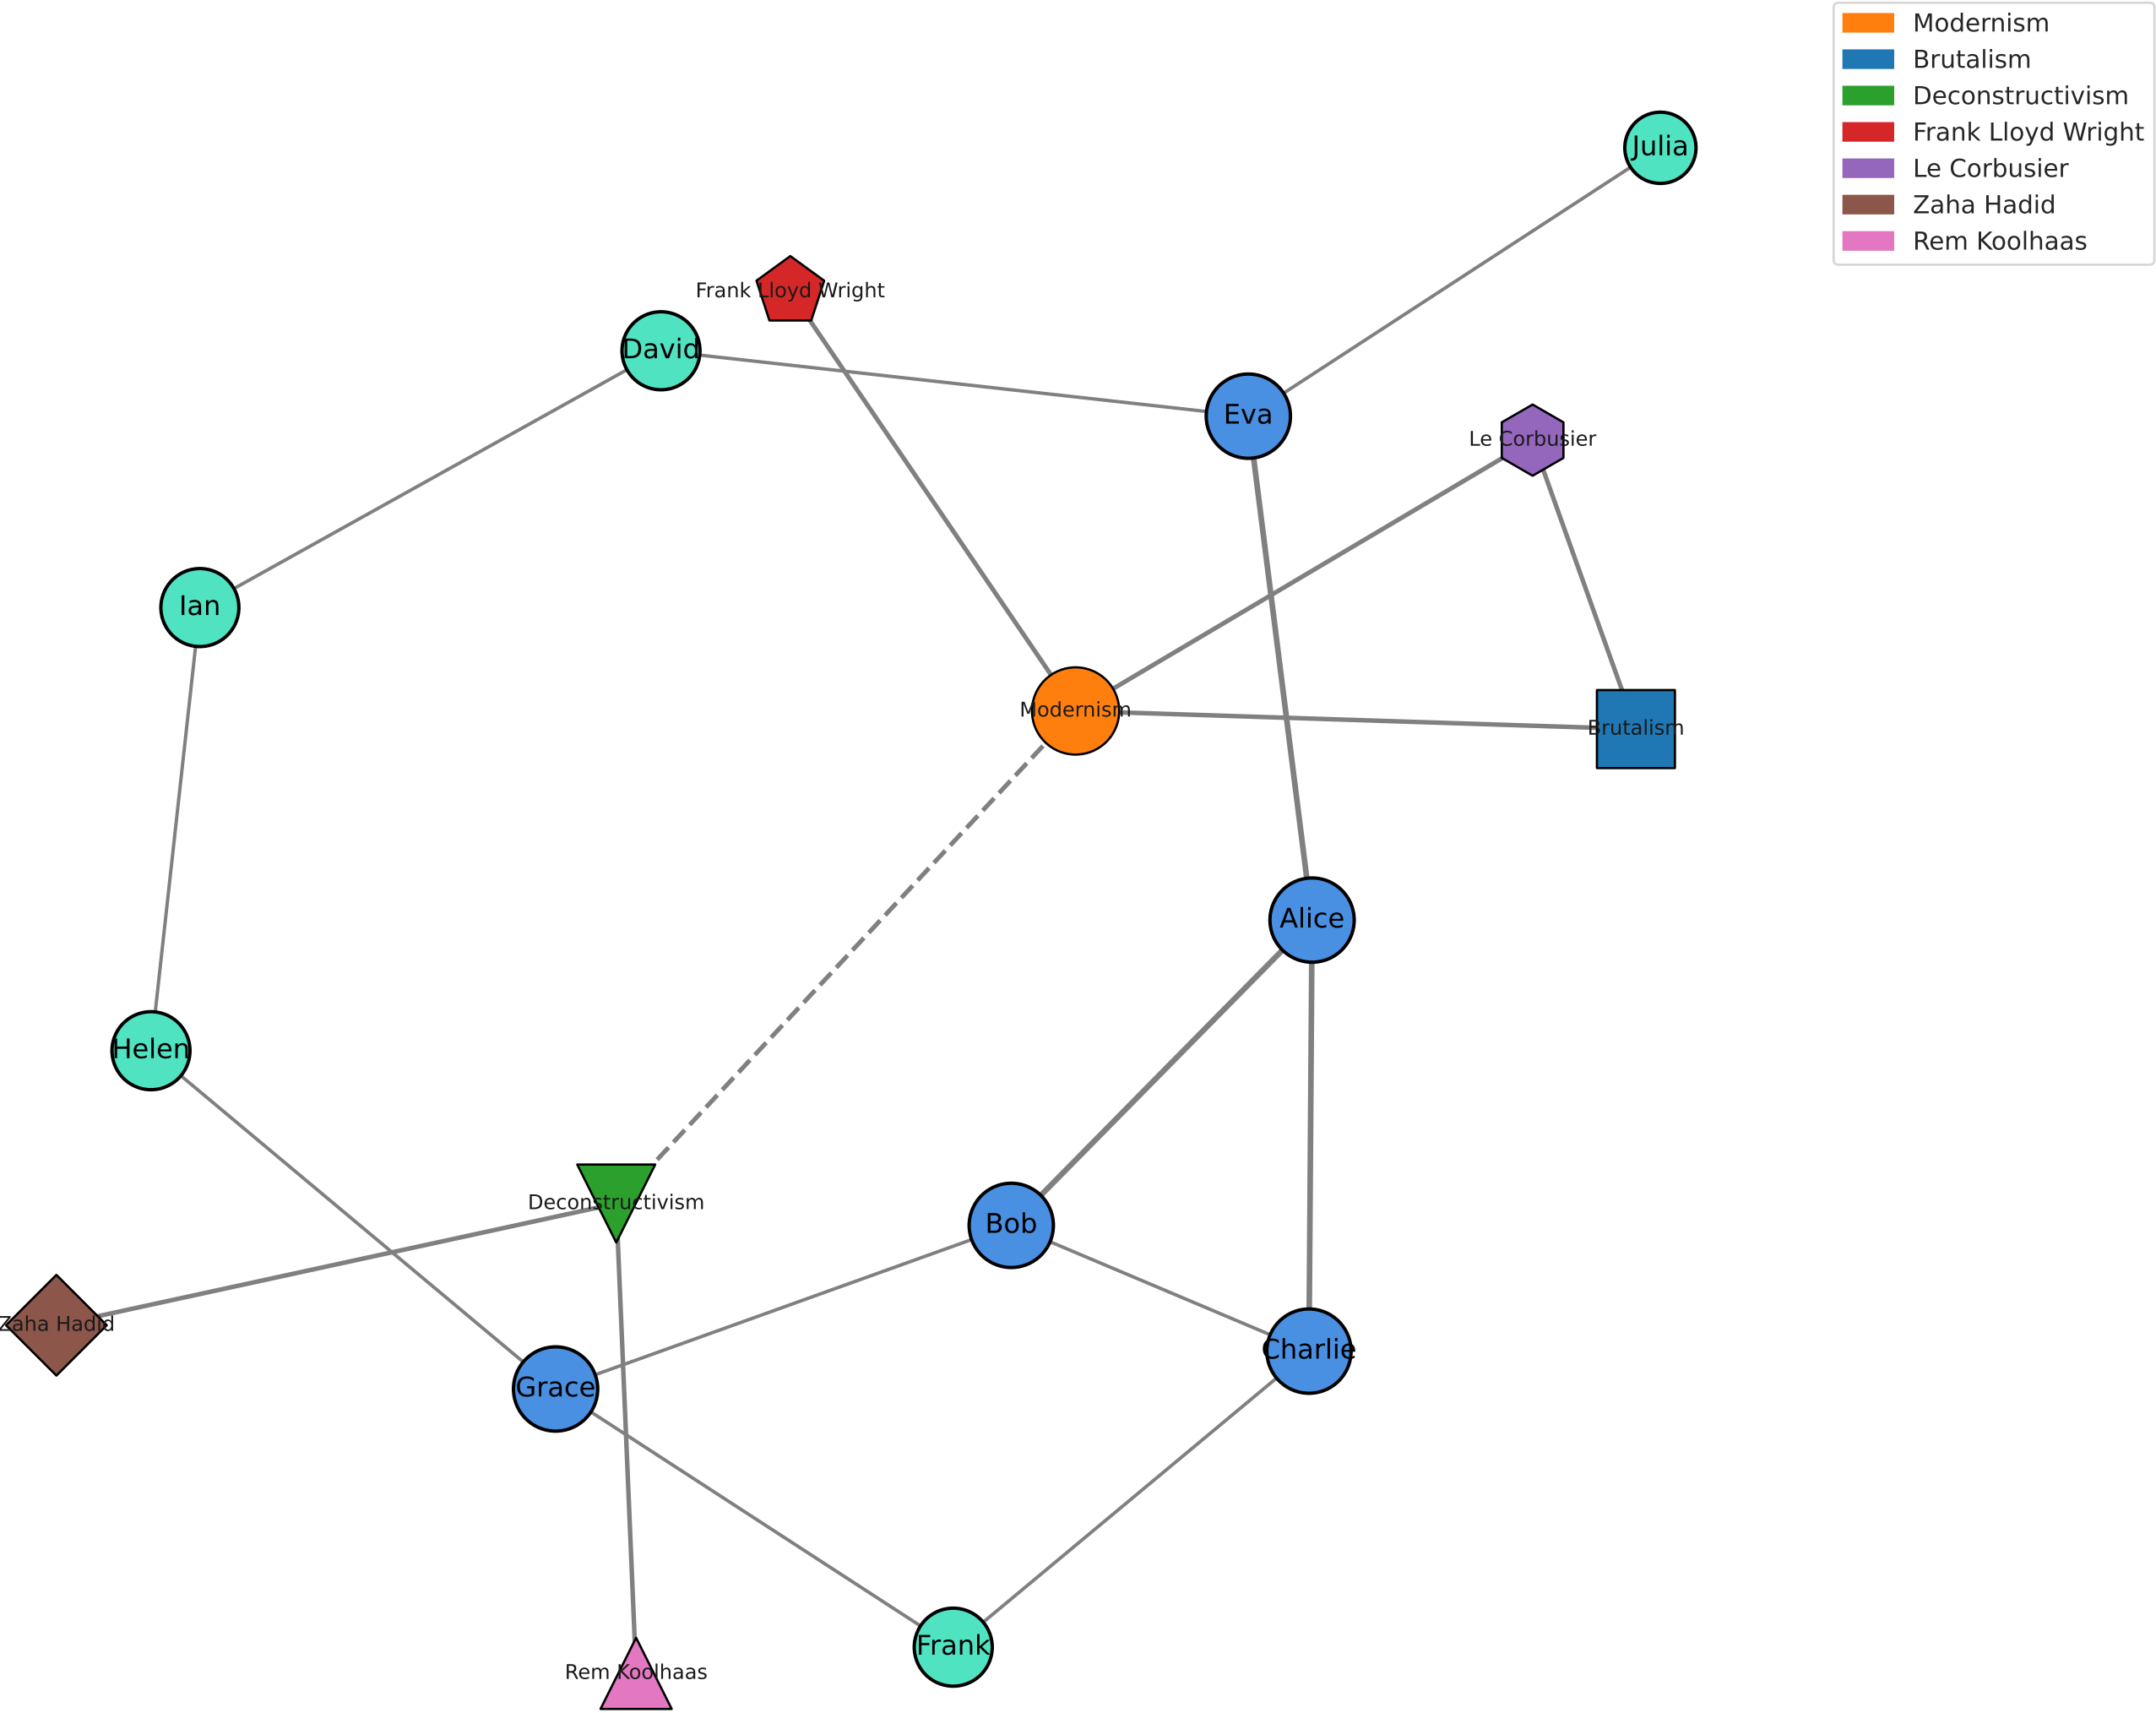 Modernism
Brutalism
Deconstructivism
Frank Lloyd Wright
Le Corbusier
Zaha Hadid
Rem Koolhaas
Julia
Frank Lloyd Wright
David
Eva
Le Corbusier
Ian
Modernism
Brutalism
Alice
Helen
Deconstructivism
Bob
Zaha Hadid
Charlie
Grace
Frank
Rem Koolhaas